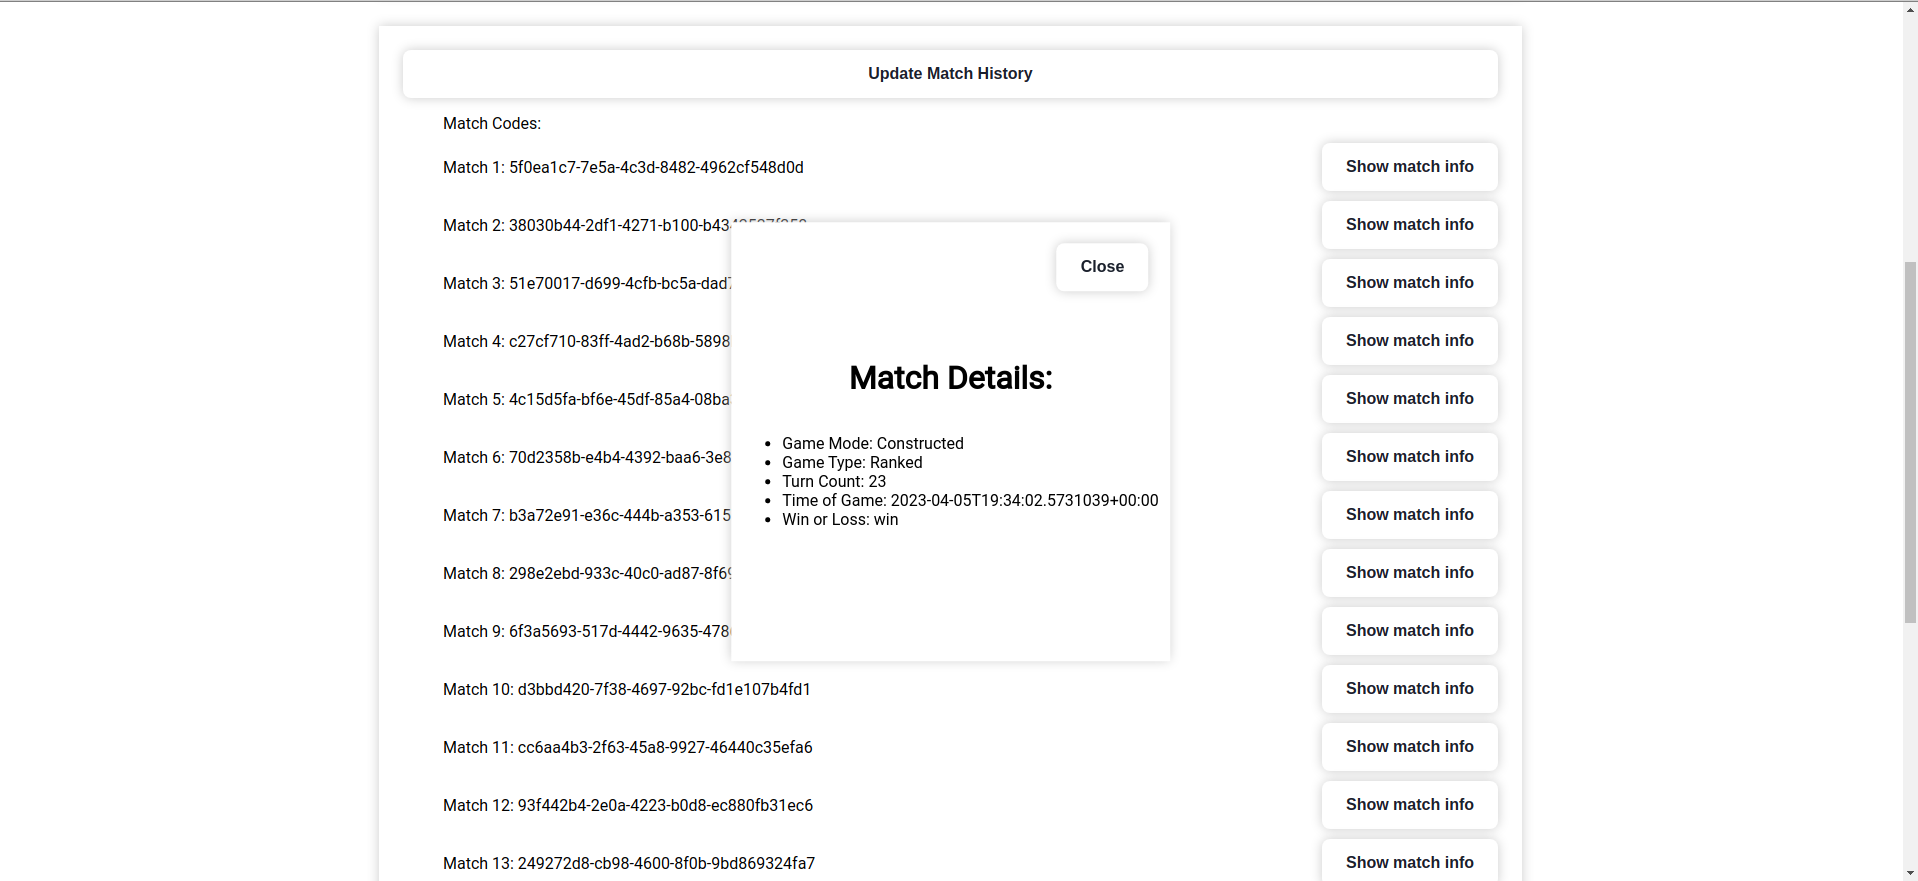 Update Match History
Match Codes:
Match 1: 5f0ea1c7-7e5a-4c3d-8482-4962cf548d0d
Show match info
Match 2: 38030b44-2df1-4271-b100-b43
Show match info
Close
Match 3: 51e70017-d699-4cfb-bc5a-dad
Show match info
Match 4: c27cf710-83ff-4ad2-b68b-5898
Show match info
Match Details:
Match 5: 4c15d5fa-bf6e-45df-85a4-08ba
Show match info
Game Mode: Constructed
Match 6: 70d2358b-e4b4-4392-baa6-3e8
Show match info
Game Type: Ranked
Turn Count: 23
Time of Game: 2023-04-05T19:34:02.5731039+00:00
Match 7: b3a72e91-e36c-444b-a353-615
Show match info
Win or Loss: win
Match 8: 298e2ebd-933c-40c0-ad87-8f6
Show match info
Match 9: 6f3a5693-517d-4442-9635-478
Show match info
Match 10: d3bbd420-7f38-4697-92bc-fd1e107b4fd1
Show match info
Match 11: cc6aa4b3-2f63-45a8-9927-46440c35efa6
Show match info
Match 12: 93f442b4-2e0a-4223-b0d8-ec880fb31ec6
Show match info
Match 13: 249272d8-cb98-4600-8f0b-9bd869324fa7
Show match info